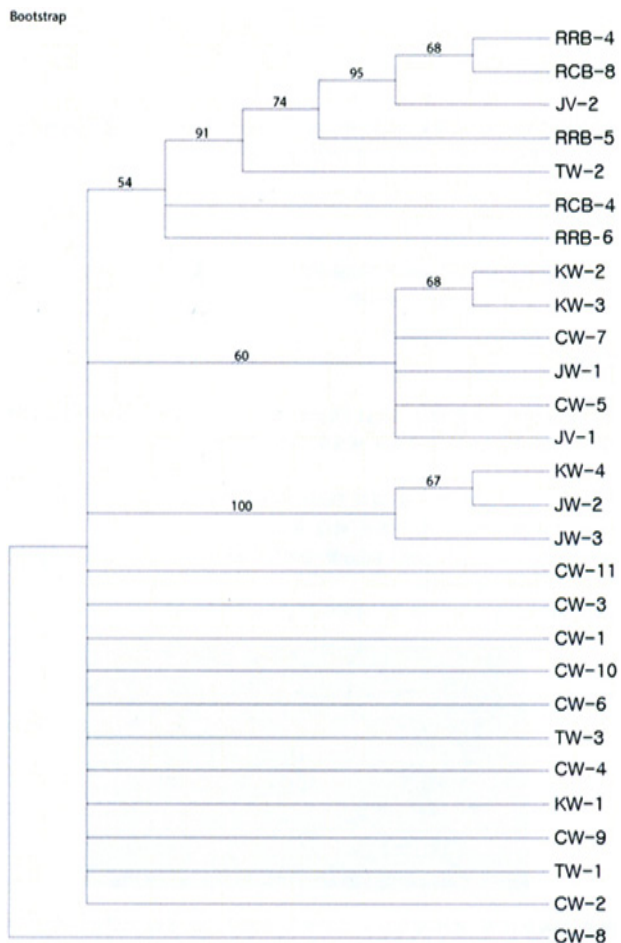 Bootstrap
RRB-4
68
RCB-8
95
JV-2
74
RRB-5
91
TW-2
54
RCB-4
RRB-6
KW-2
68
KW-3
CW-7
60
JW-1
CW-5
JV-1
KW-4
67
JW-2
100
JW-3
CW-11
CW-3
CW-1
CW-10
CW-6
TW-3
CW-4
KW-1
CW-9
TW-1
CW-2
CW-8